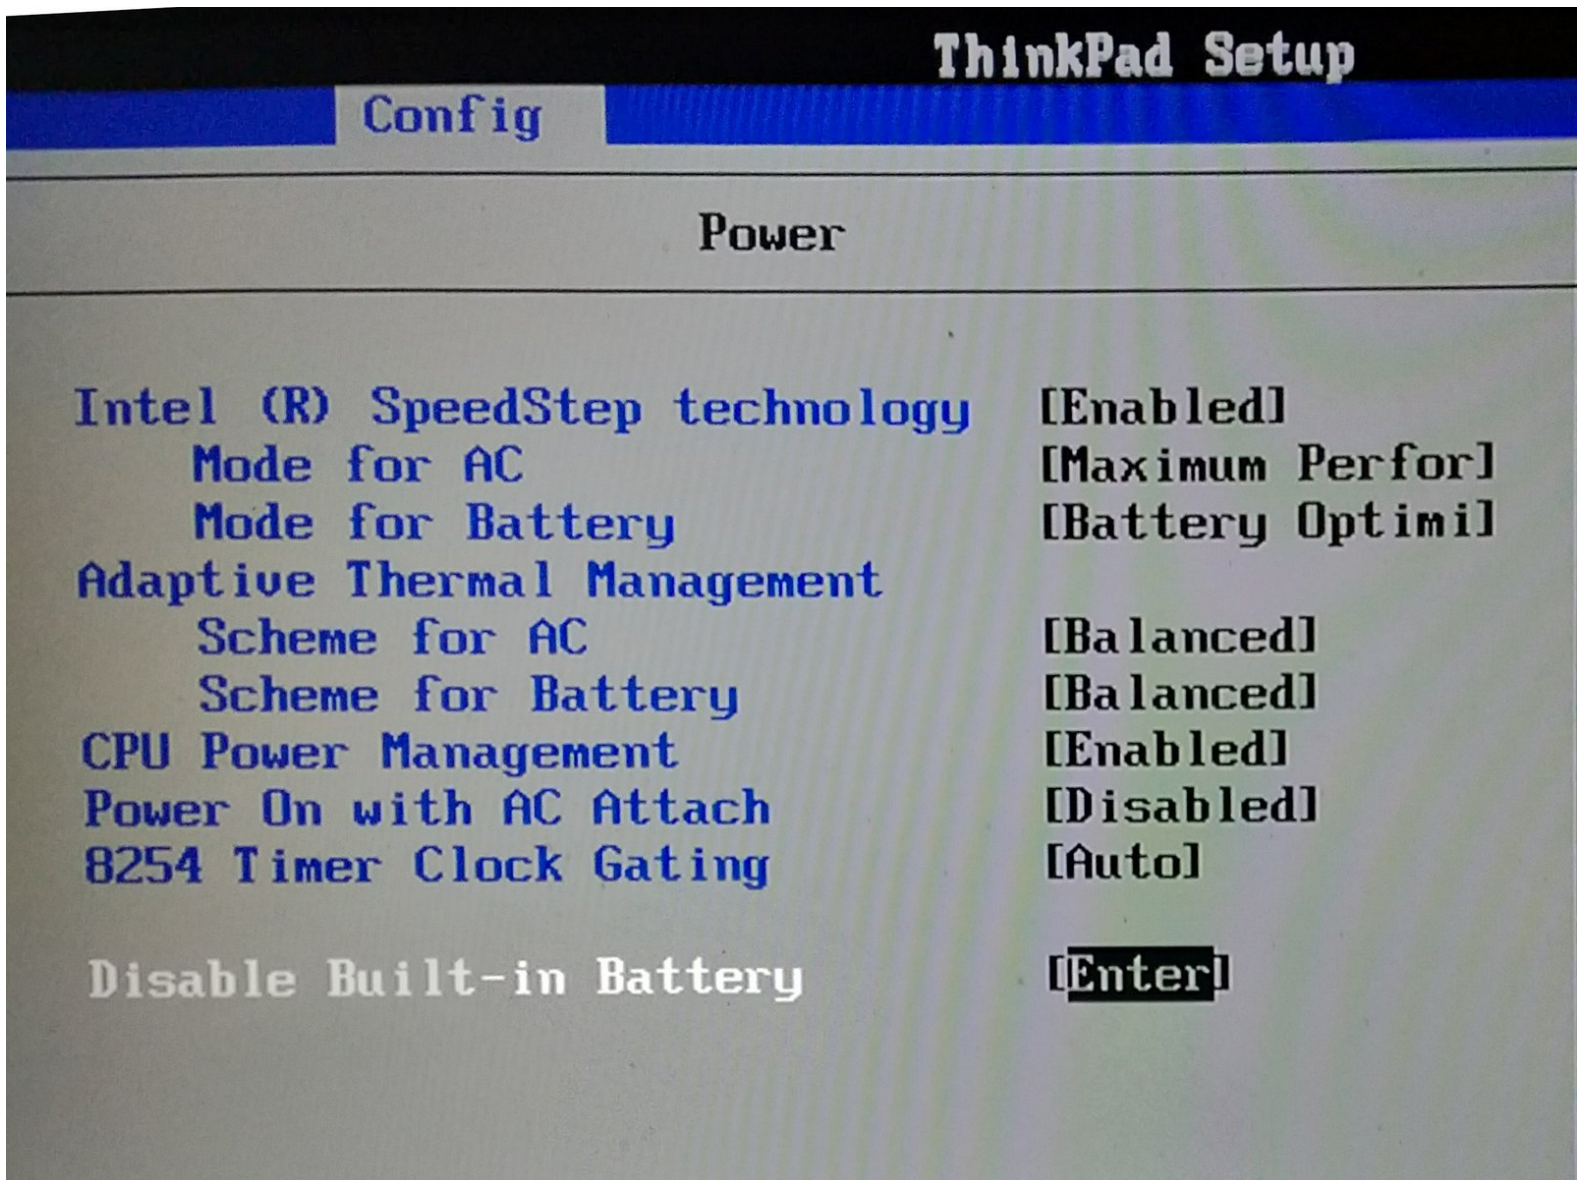 ThinkPad Setup
Config
Power
Intel (R) SpeedStep technology [Enabled]
Mode for AC [Maximum Perfor]
Mode for Battery [Battery Optimi]
Adaptive Thermal Management
Scheme for AC [Balanced]
Scheme for Battery [Balanced]
CPU Power Management [Enabled]
Power On with AC Attach [Disabled]
8254 Timer Clock Gating [Auto]
Disable Built-in Battery [Enter]